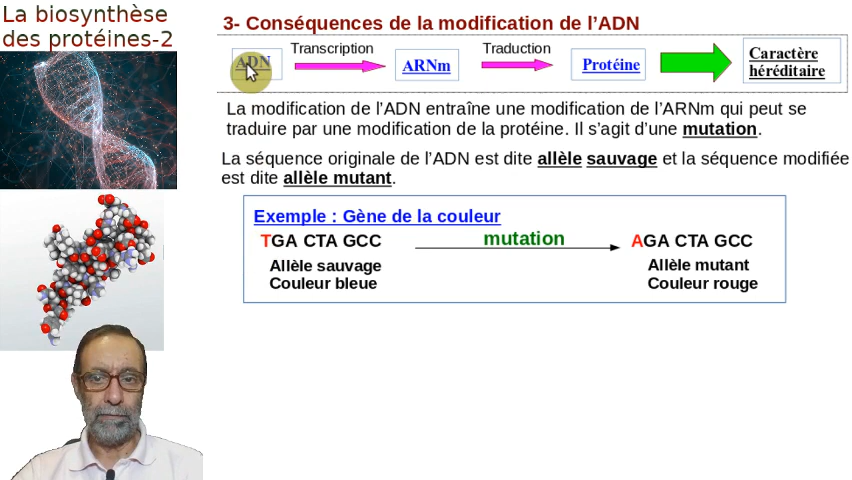 La biosynthèse
des protéines-2
3- Conséquences de la modification de l'ADN
Transcription
Traduction
ADN
ARNm
Protéine
Caractère
héréditaire
La modification de l'ADN entraîne une modification de l'ARNm qui peut se
traduire par une modification de la protéine. Il s'agit d'une mutation.
La séquence originale de l'ADN est dite allèle sauvage et la séquence modifiée
est dite allèle mutant.
Exemple : Gène de la couleur
TGA CTA GCC
mutation
AGA CTA GCC
Allèle sauvage
Couleur bleue
Allèle mutant
Couleur rouge